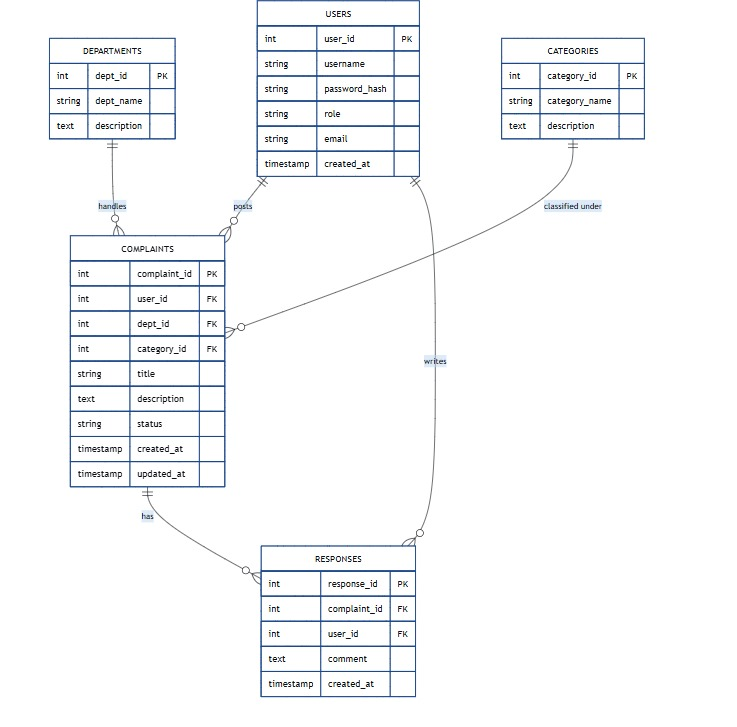 USERS
int user_id PK
string username
string password_hash
string role
string email
timestamp created_at
DEPARTMENTS
int dept_id PK
string dept_name
text description
CATEGORIES
int category_id PK
string category_name
text description
handles
posts
classified under
COMPLAINTS
int complaint_id PK
int user_id FK
int dept_id FK
int category_id FK
string title
text description
string status
timestamp created_at
timestamp updated_at
writes
has
RESPONSES
int response_id PK
int complaint_id FK
int user_id FK
text comment
timestamp created_at